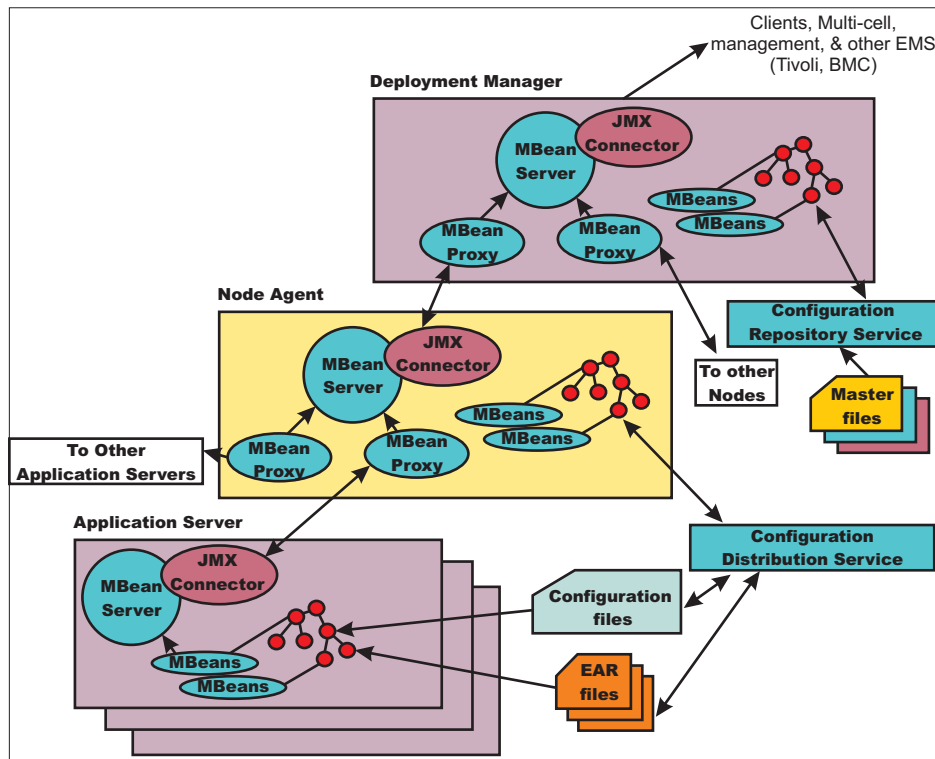 Clients, Multi-cell,
management, & other EMS
(Tivoli, BMC)
Deployment Manager
JMX
Connector
MBean
Server
MBeans
MBeans
MBean
Proxy
MBean
Proxy
Node Agent
Configuration
Repository Service
JMX
Connector
MBean
Server
To other
Nodes
Master
files
MBeans
MBeans
To Other
Application Servers
MBean
Proxy
MBean
Proxy
Application Server
Configuration
Distribution Service
JMX
Connector
MBean
Server
Configuration
files
MBeans
MBeans
EAR
files